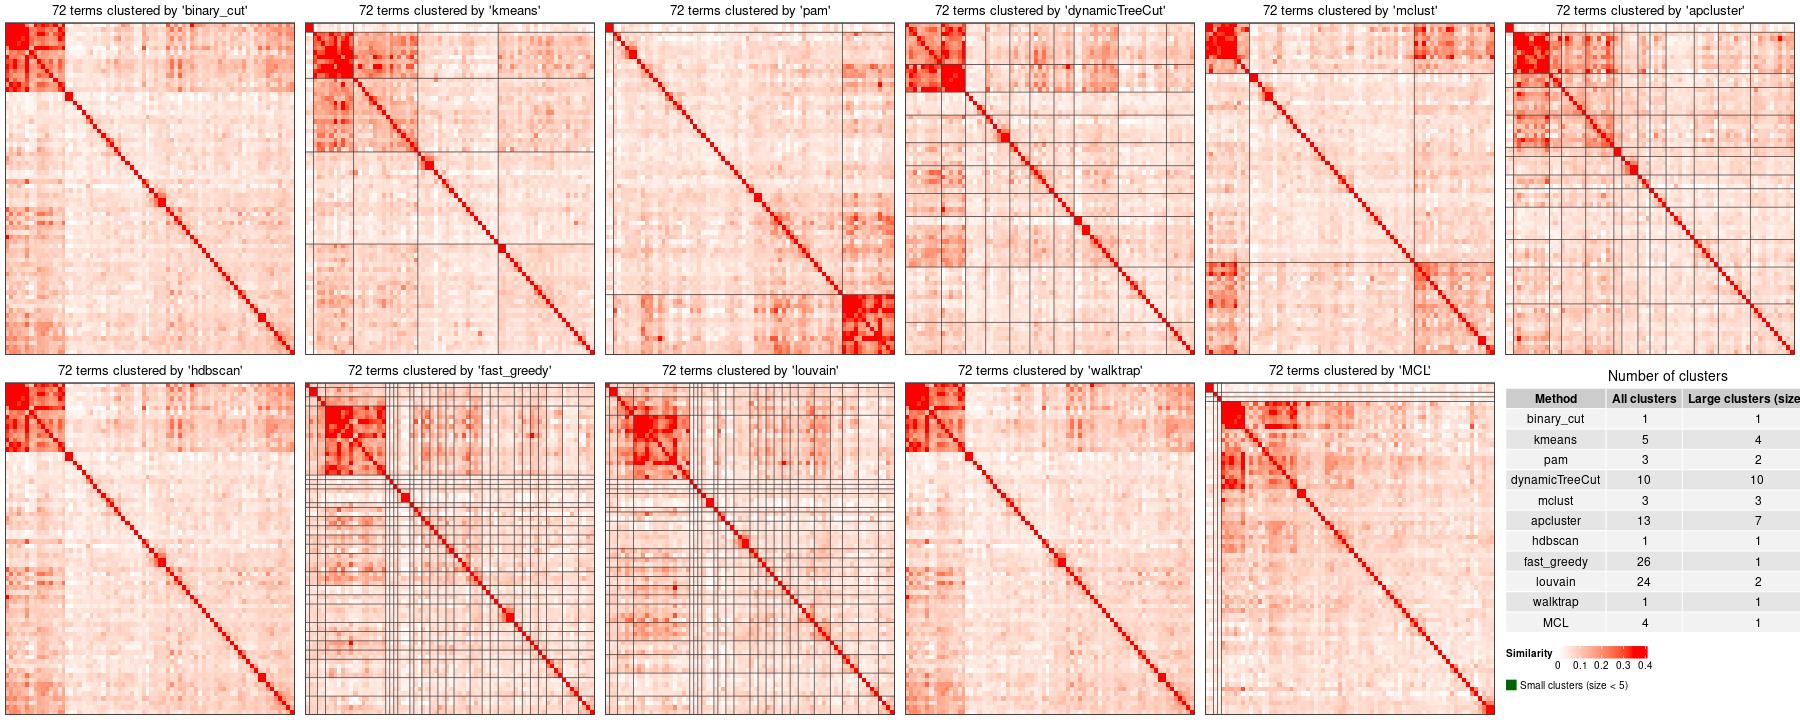 72 terms clustered by 'binary_cut'
72 terms clustered by 'kmeans'
72 terms clustered by 'pam'
72 terms clustered by 'dynamicTreeCut'
72 terms clustered by 'mclust'
72 terms clustered by 'apcluster'
72 terms clustered by 'hdbscan'
72 terms clustered by 'fast_greedy'
72 terms clustered by 'louvain'
72 terms clustered by 'walktrap'
72 terms clustered by 'MCL'
Number of clusters
Method All clusters Large clusters (size
binary_cut 1 1
kmeans 5 4
pam 3 2
dynamicTreeCut 10 10
mclust 3 3
apcluster 13 7
hdbscan 1 1
fast_greedy 26 1
louvain 24 2
walktrap 1 1
MCL 4 1
Similarity
0 0.1 0.2 0.3 0.4
Small clusters (size < 5)